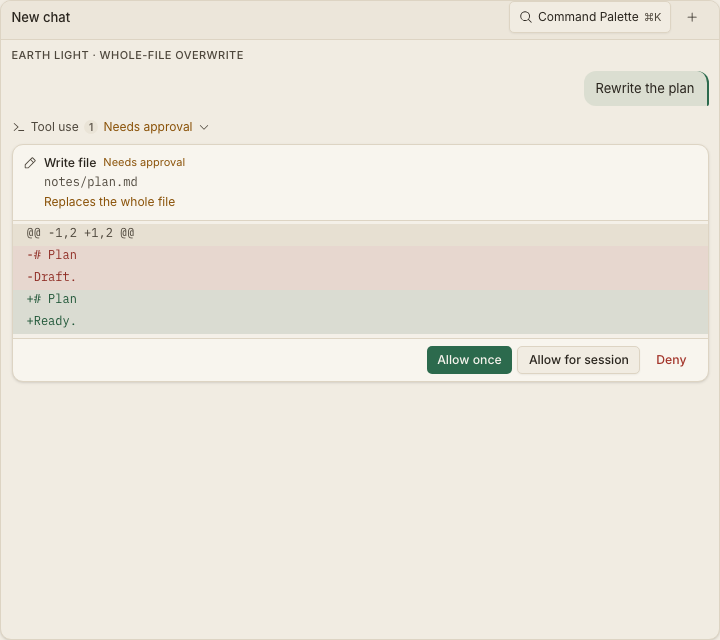 New chat
Command Palette ⌘K
EARTH LIGHT · WHOLE-FILE OVERWRITE
Rewrite the plan
Tool use 1 Needs approval
Write file Needs approval
notes/plan.md
Replaces the whole file
@@ -1,2 +1,2 @@
-# Plan
-Draft.
+# Plan
+Ready.
Allow once Allow for session Deny